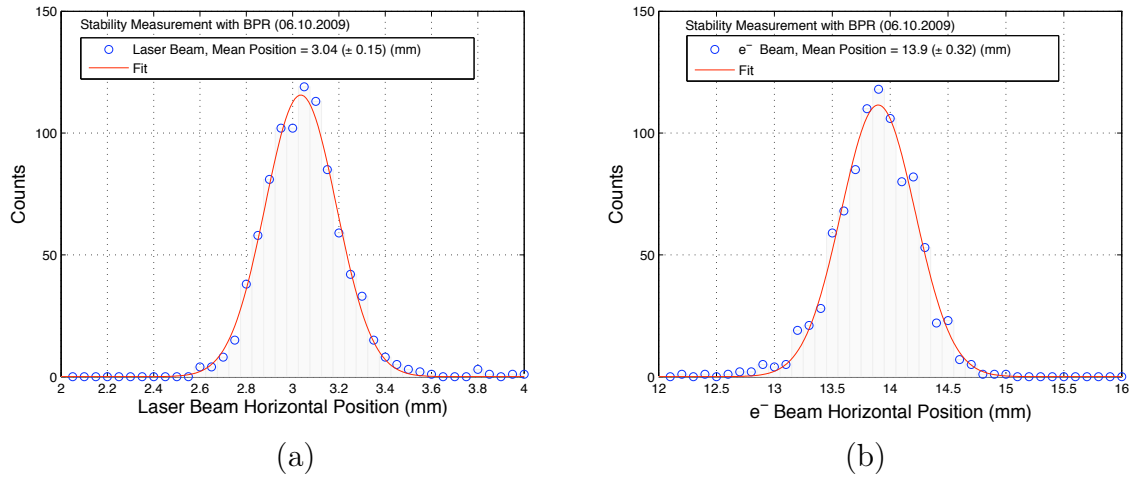 Stability Measurement with BPR (06.10.2009)
Laser Beam, Mean Position = 3.04 (± 0.15) (mm)
Fit
150
100
50
0
Counts
2 2.2 2.4 2.6 2.8 3 3.2 3.4 3.6 3.8 4
Laser Beam Horizontal Position (mm)
(a)
Stability Measurement with BPR (06.10.2009)
e⁻ Beam, Mean Position = 13.9 (± 0.32) (mm)
Fit
150
100
50
0
Counts
12 12.5 13 13.5 14 14.5 15 15.5 16
e⁻ Beam Horizontal Position (mm)
(b)